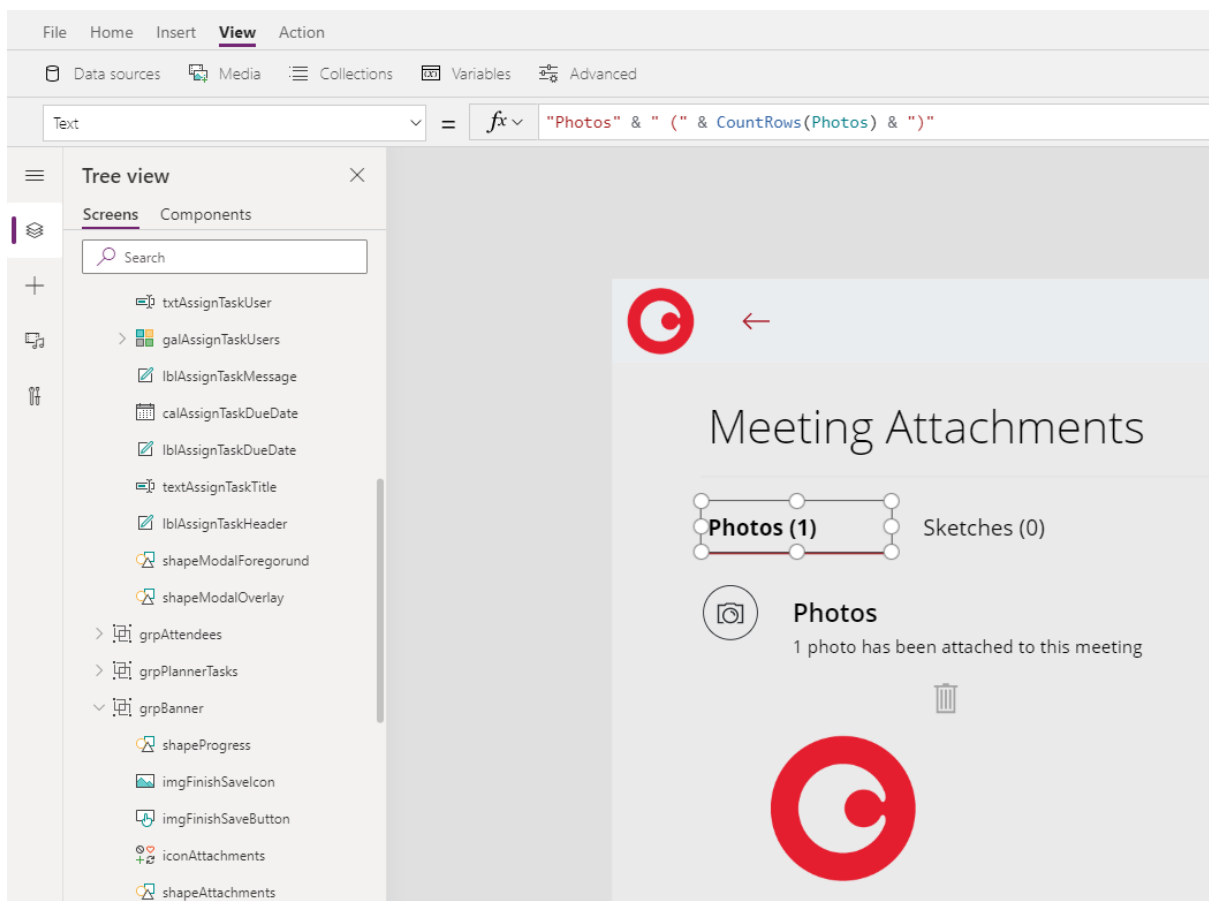 File Home Insert View Action
Data sources Media Collections Variables Advanced
Text = fx "Photos" & " (" & CountRows(Photos) & ")"
Tree view
Screens Components
Search
txtAssignTaskUser
galAssignTaskUsers
lblAssignTaskMessage
calAssignTaskDueDate
lblAssignTaskDueDate
textAssignTaskTitle
lblAssignTaskHeader
shapeModalForegorund
shapeModalOverlay
grpAttendees
grpPlannerTasks
grpBanner
shapeProgress
imgFinishSaveIcon
imgFinishSaveButton
iconAttachments
shapeAttachments
Meeting Attachments
Photos (1) Sketches (0)
Photos
1 photo has been attached to this meeting